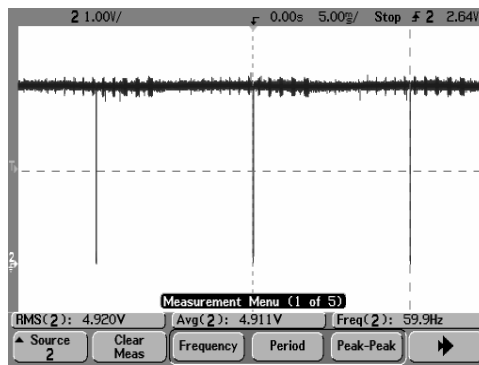 2 1.00V/ 0.00s 5.00㎳/ Stop 2 2.64V
T
2
Measurement Menu (1 of 5)
RMS(2): 4.920V Avg(2): 4.911V Freq(2): 59.9Hz
Source 2 Clear Meas Frequency Period Peak-Peak